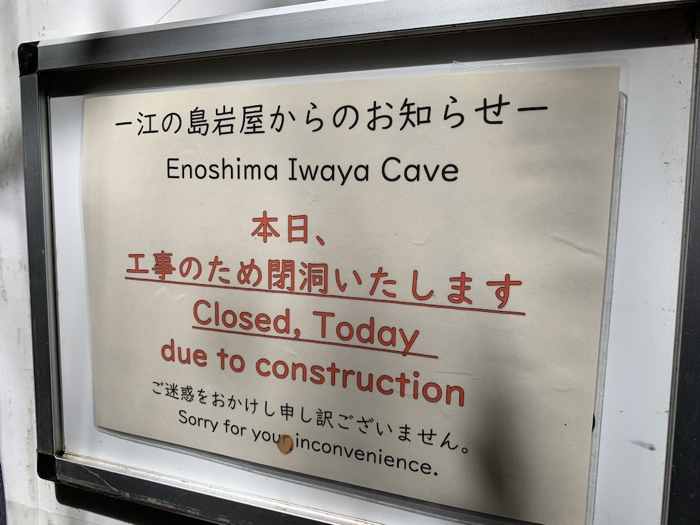 ー江の島岩屋からのお知らせー
Enoshima Iwaya Cave
本日、
工事のため閉洞いたします
Closed, Today
due to construction
ご迷惑をおかけし申し訳ございません。
Sorry for your inconvenience.